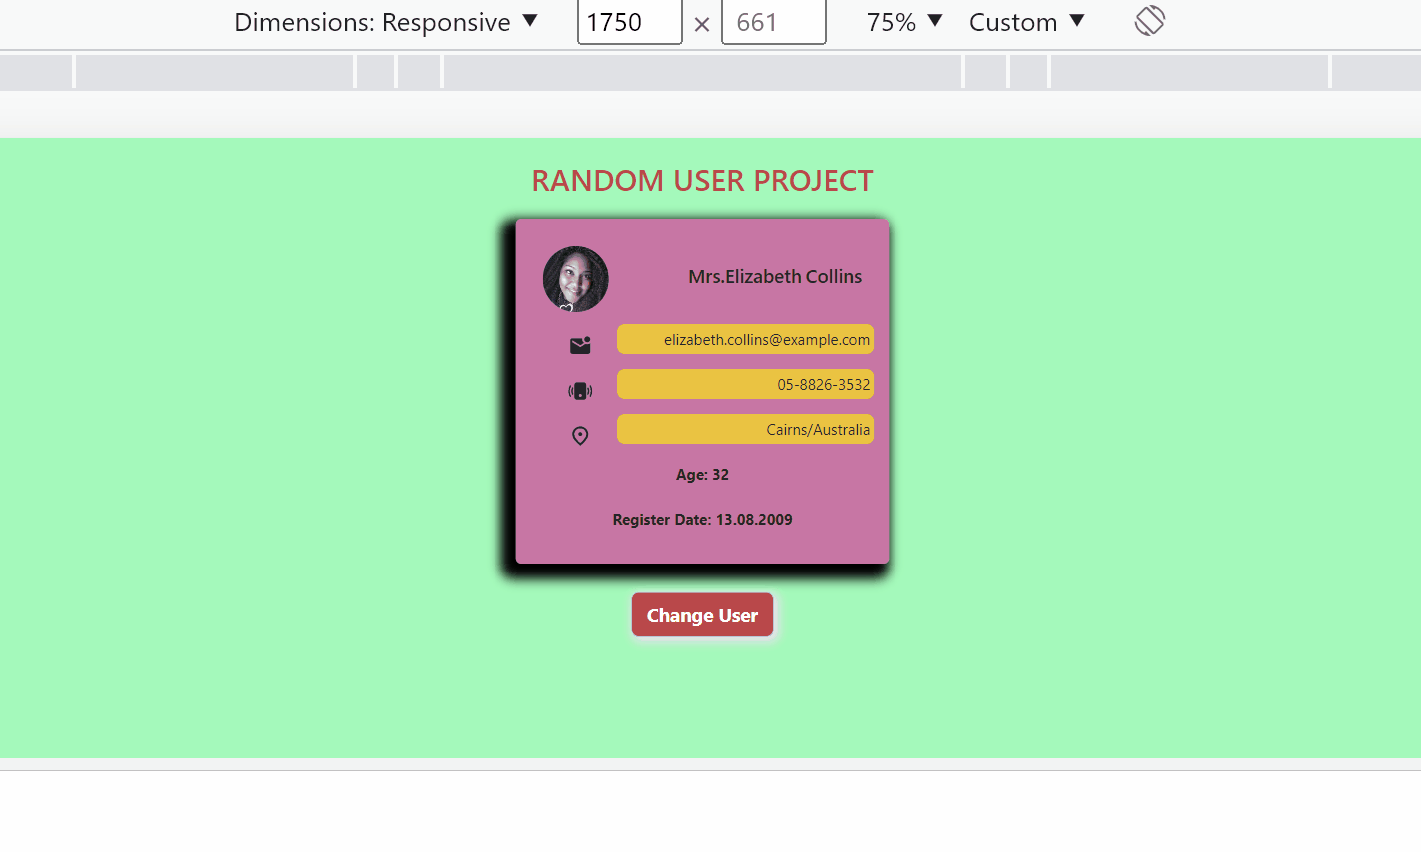 Dimensions: Responsive ▼ 1750 × 661 75% ▼ Custom ▼
RANDOM USER PROJECT
Mrs.Elizabeth Collins
elizabeth.collins@example.com
05-8826-3532
Cairns/Australia
Age: 32
Register Date: 13.08.2009
Change User